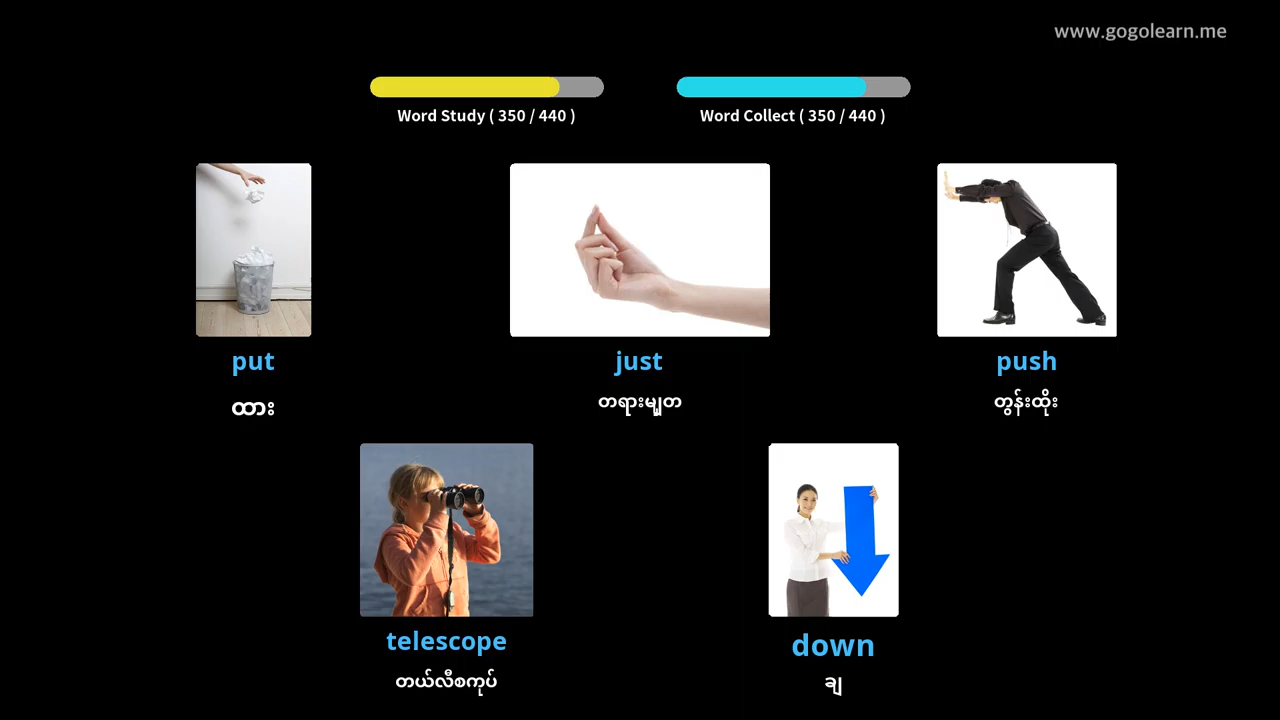 www.gogolearn.me
Word Study ( 350 / 440 )
Word Collect ( 350 / 440 )
put
just
push
ထား
တရားမျှတ
တွန်းထိုး
telescope
down
တယ်လီစကုပ်
ချ